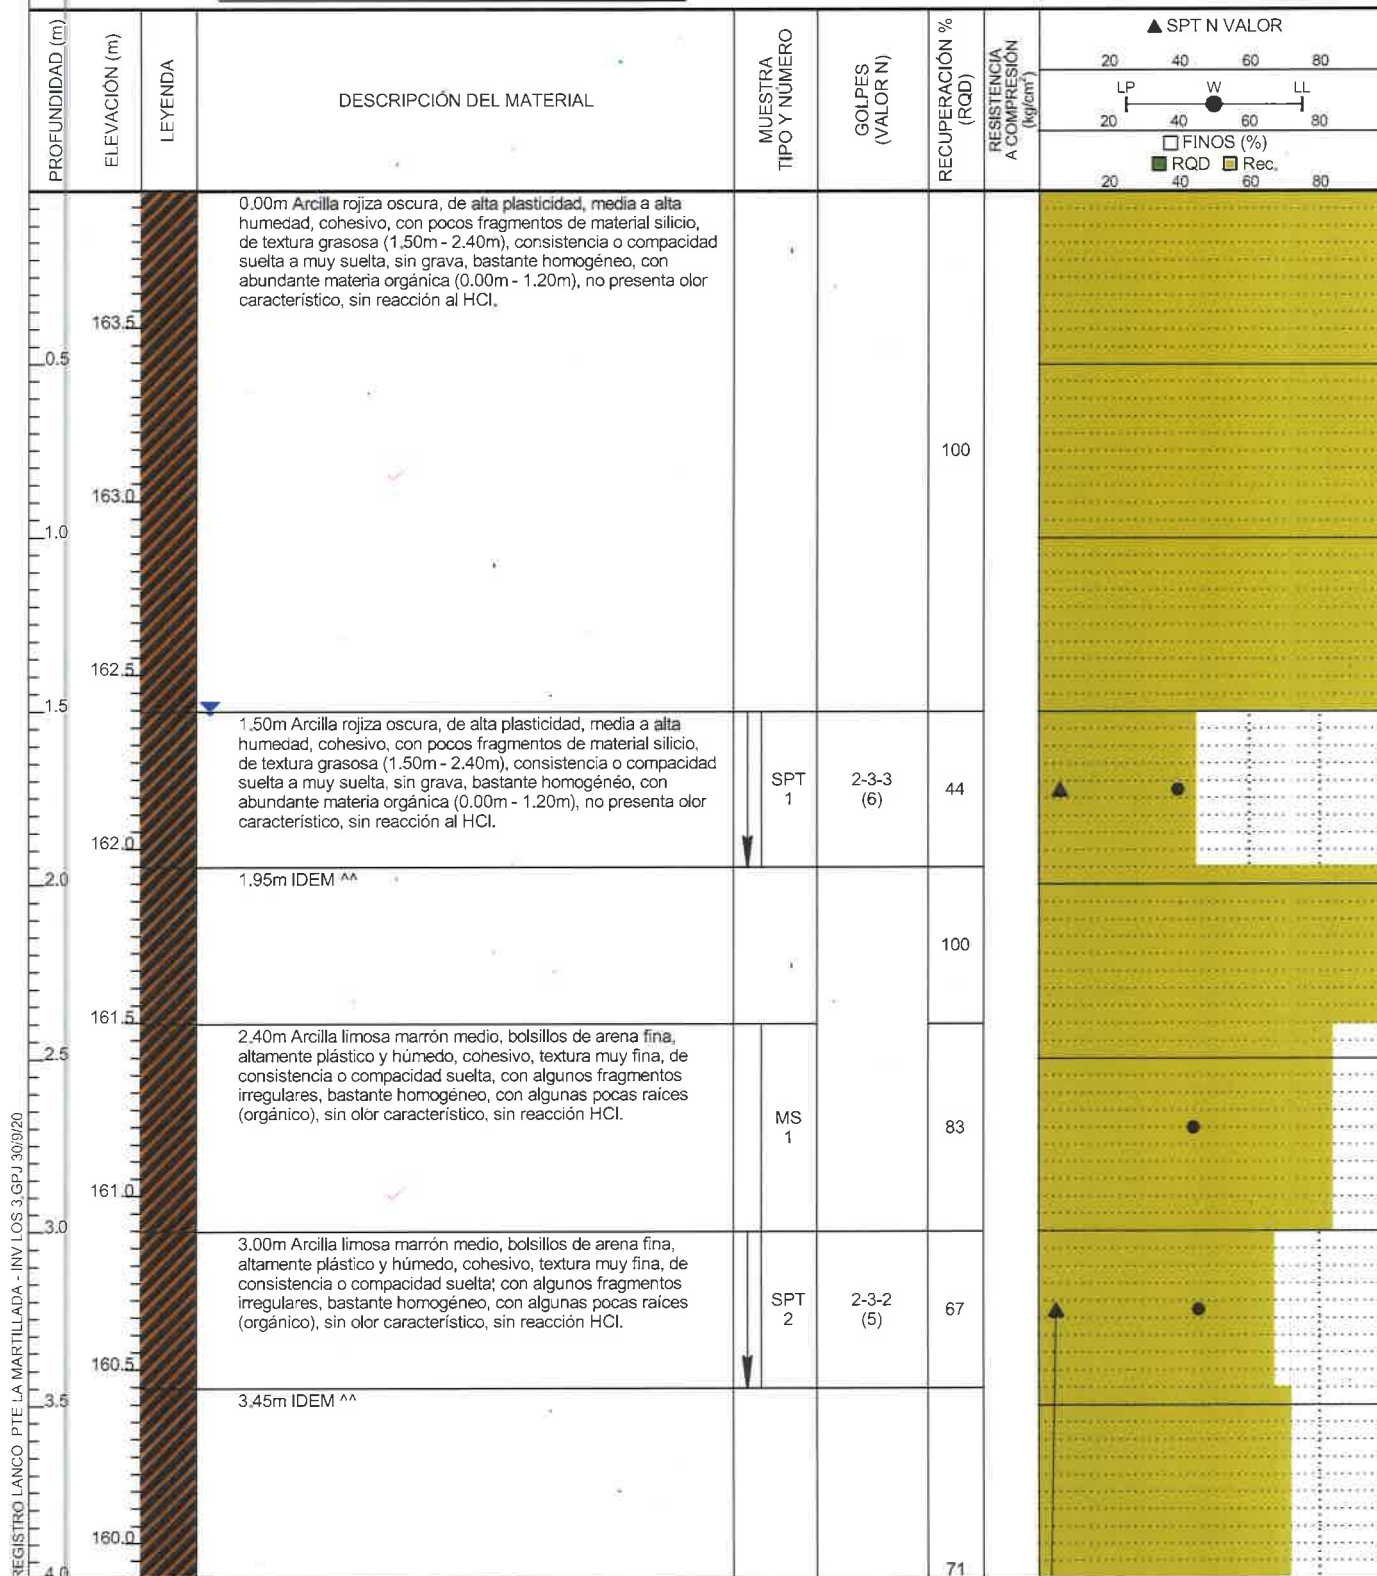 PROFUNDIDAD (m)
ELEVACIÓN (m)
LEYENDA
DESCRIPCIÓN DEL MATERIAL
MUESTRA
TIPO Y NÚMERO
GOLPES
(VALOR N)
RECUPERACIÓN %
(RQD)
RESISTENCIA
A COMPRESIÓN
(kg/cm²)
▲ SPT N VALOR
20 40 60 80
LP W LL
20 40 60 80
FINOS (%)
RQD Rec.
20 40 60 80
0.00m Arcilla rojiza oscura, de alta plasticidad, media a alta
humedad, cohesivo, con pocos fragmentos de material silicio,
de textura grasosa (1.50m - 2.40m), consistencia o compacidad
suelta a muy suelta, sin grava, bastante homogéneo, con
abundante materia orgánica (0.00m - 1.20m), no presenta olor
característico, sin reacción al HCl.
163.5
0.5
100
163.0
1.0
162.5
1.5
1.50m Arcilla rojiza oscura, de alta plasticidad, media a alta
humedad, cohesivo, con pocos fragmentos de material silicio,
de textura grasosa (1.50m - 2.40m), consistencia o compacidad
suelta a muy suelta, sin grava, bastante homogénéo, con
abundante materia orgánica (0.00m - 1.20m), no presenta olor
característico, sin reacción al HCl.
SPT
1
2-3-3
(6)
44
162.0
2.0
1.95m IDEM ^^
100
161.5
2.5
2.40m Arcilla limosa marrón medio, bolsillos de arena fina,
altamente plástico y húmedo, cohesivo, textura muy fina, de
consistencia o compacidad suelta, con algunos fragmentos
irregulares, bastante homogéneo, con algunas pocas raíces
(orgánico), sin olor característico, sin reacción HCl.
MS
1
83
161.0
3.0
3.00m Arcilla limosa marrón medio, bolsillos de arena fina,
altamente plástico y húmedo, cohesivo, textura muy fina, de
consistencia o compacidad suelta; con algunos fragmentos
irregulares, bastante homogéneo, con algunas pocas raíces
(orgánico), sin olor característico, sin reacción HCl.
SPT
2
2-3-2
(5)
67
160.5
3.5
3.45m IDEM ^^
160.0
4.0
71
REGISTRO LANCO PTE LA MARTILLADA - INV LOS 3.GPJ 30/9/20